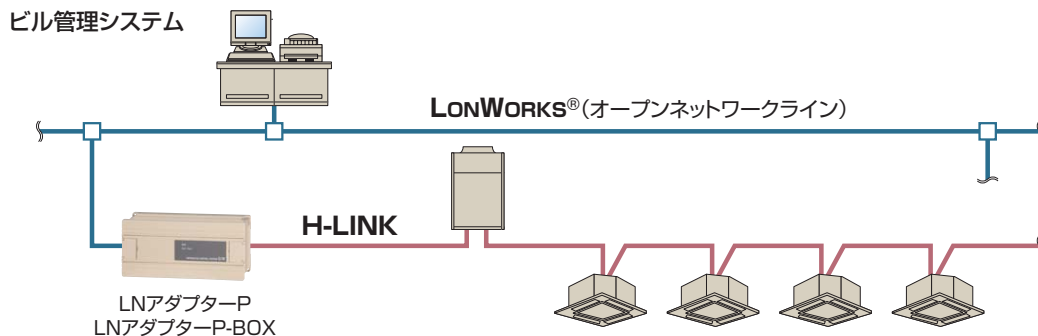 ビル管理システム
LONWORKS®(オープンネットワークライン)
H-LINK
LNアダプターP
LNアダプターP-BOX